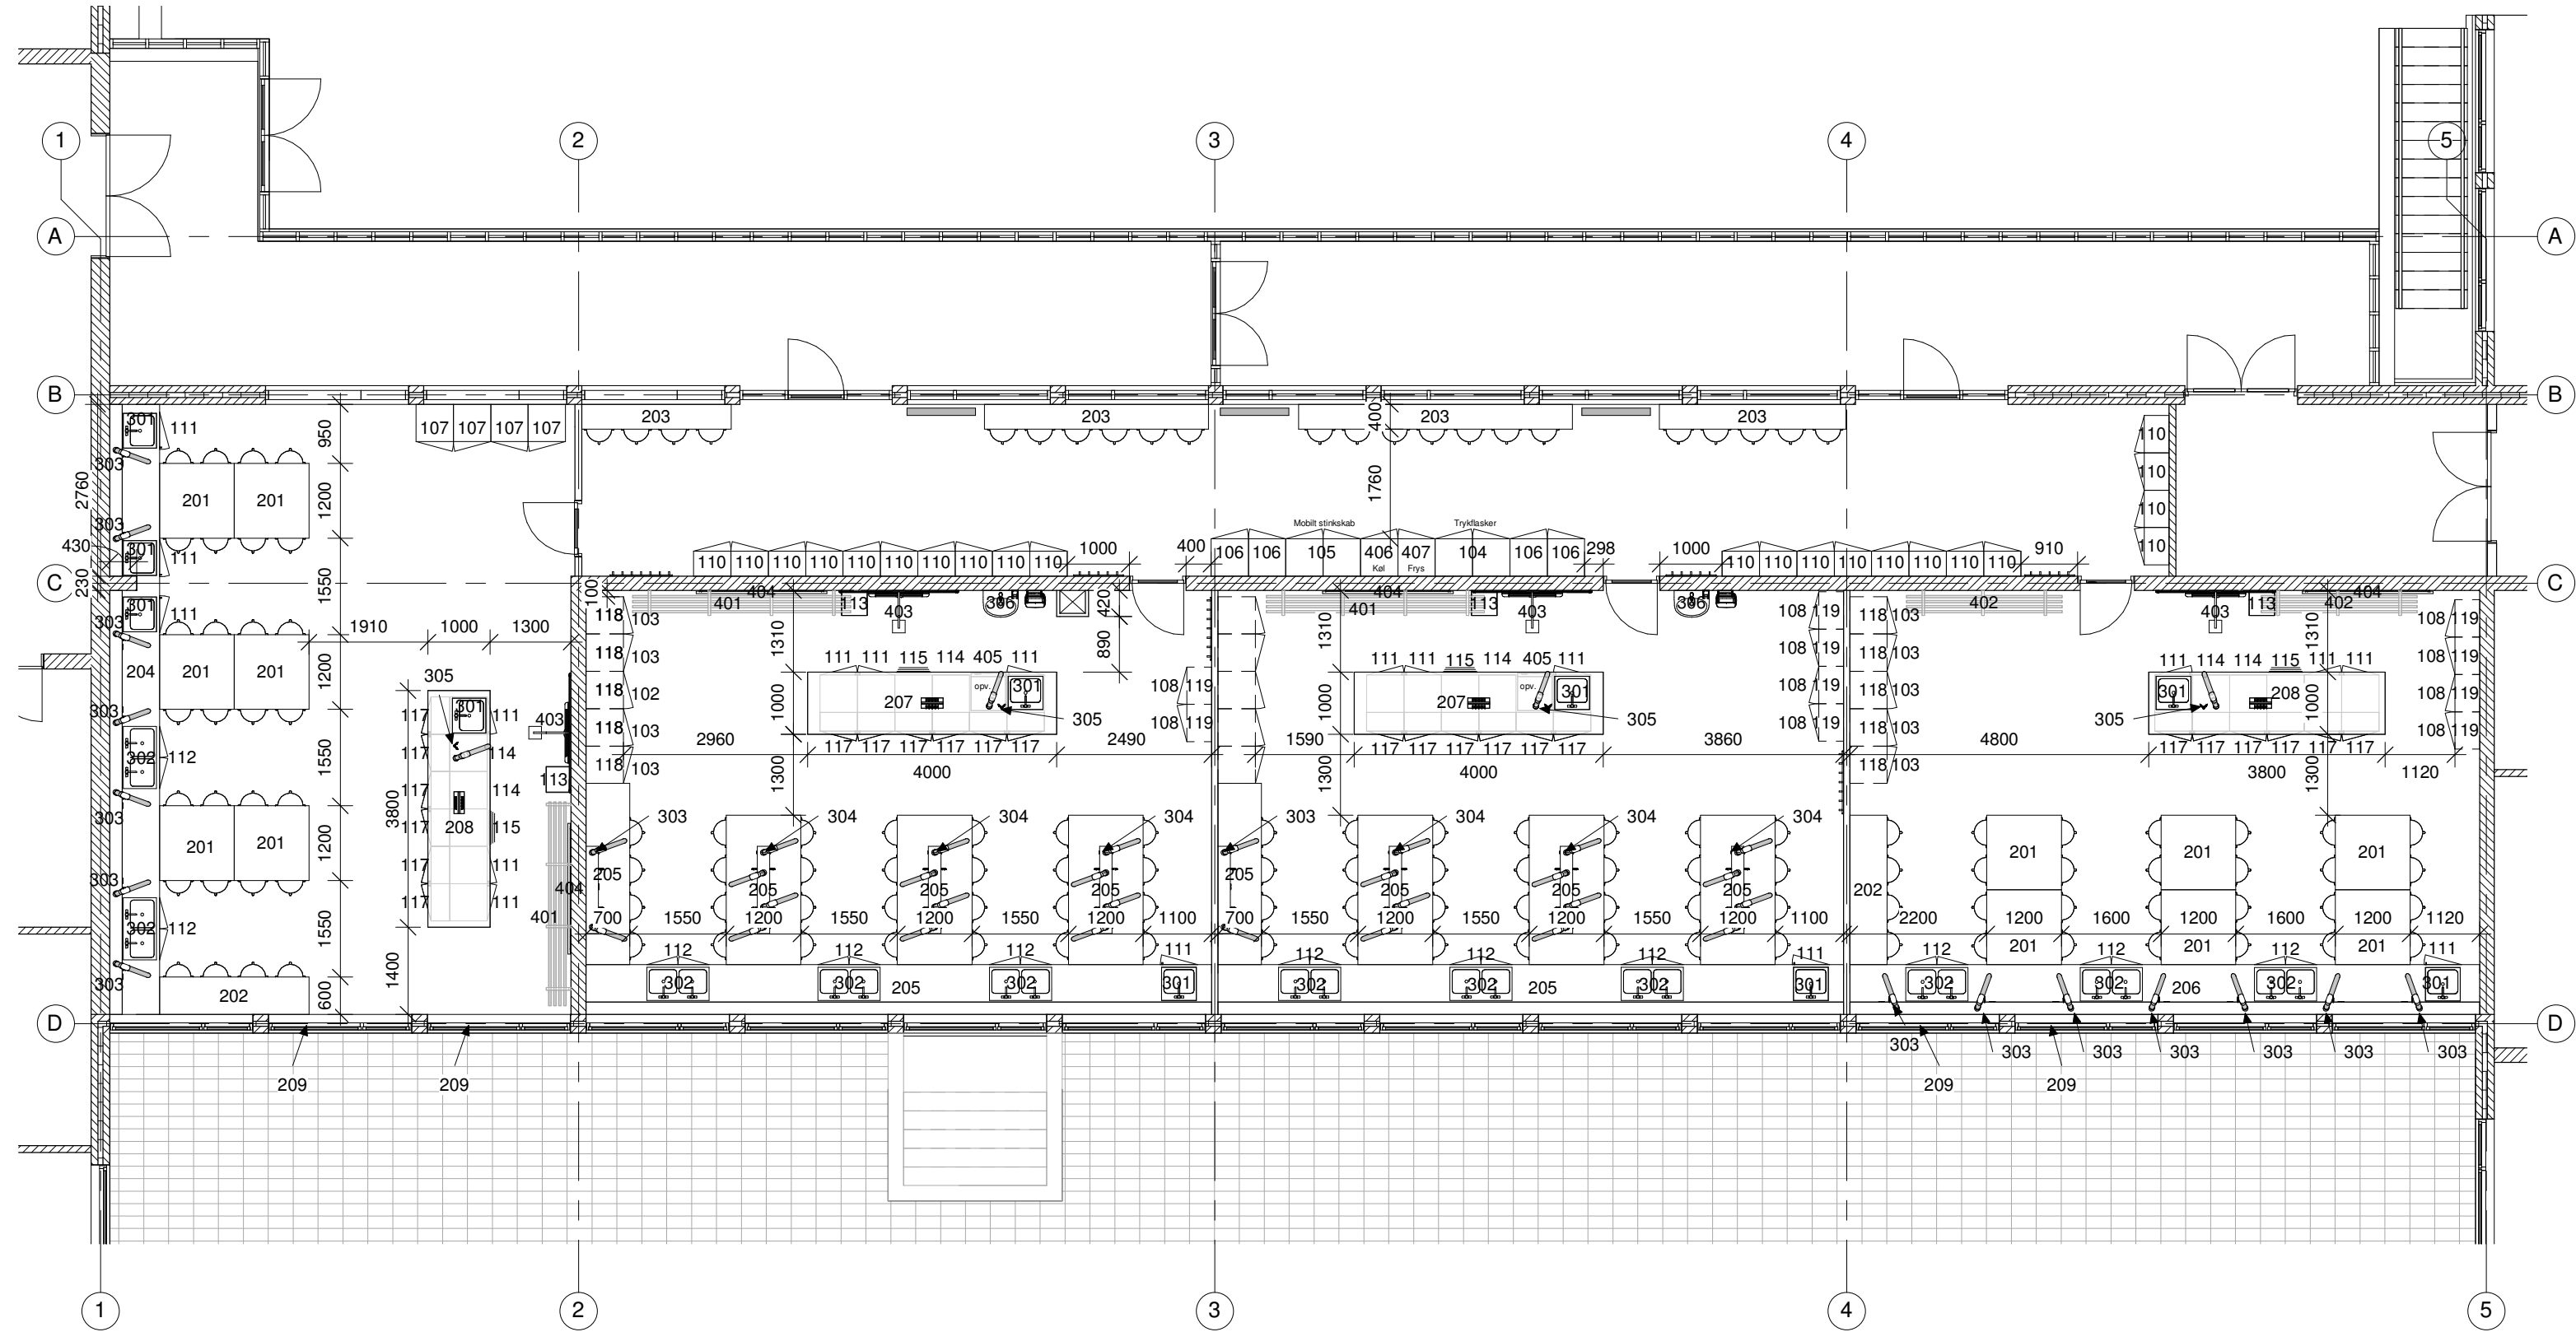 1 2 3 4 5
A A
B 203 203 203 203 B
301 111 107 107 107 107
303 950 400 110
2760 201 201 1200 1760 110
303 Mobilt stinkskab Trykflasker 110
430 301 111 1000 400 106 106 105 406 407 104 106 106 298 1000 910 110
110 110 110 110 110 110 110 110 110 110 Køl Frys 110 110 110 110 110 110 110 110
C C
230 1550 100 404 404 404
301 111 401 113 403 306 420 401 113 403 306 402 403 113 402
303 1910 1000 1300 118 103 1310 890 1310 108 119 118 103 1310 108 119
204 201 201 1200 305 118 103 111 111 115 114 405 111 111 111 115 114 405 111 108 119 118 103 111 114 114 115 111 111 108 119
301 118 102 opv. 301 108 119 opv. 301 108 119 118 103 301 208 108 119
303 117 111 403 118 103 1000 207 305 108 119 1000 207 305 108 119 118 103 305 1000 108 119
117 114 2960 117 117 117 117 117 117 2490 1590 117 117 117 117 117 117 3860 4800 117 117 117 117 117 117
302 112 1550 113 118 103 4000 4000 118 103 3800 1120
3800 117 114 1300 1300 1300
303 117 208 115 303 304 304 304 303 304 304 304
201 201 1200 117 111 201 201 201
303 117 111 404 205 205 205 205 205 205 205 205 202
302 112 1550 401 700 1550 1200 1550 1200 1550 1200 1100 700 1550 1200 1550 1200 1550 1200 1100 2200 1200 1600 1200 1600 1200 1120
1400 112 112 112 111 112 112 112 111 112 201 112 201 112 201 111
303 202 600 302 302 205 302 301 302 302 205 302 301 302 302 206 302 301
D D
303 303 303 303 303 303 303
209 209 209 209
1 2 3 4 5